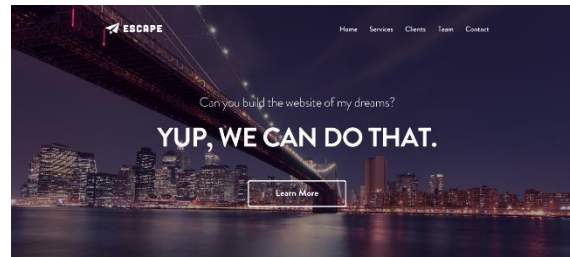 ESCAPE
Home Services Clients Team Contact
Can you build the website of my dreams?
YUP, WE CAN DO THAT.
Learn More